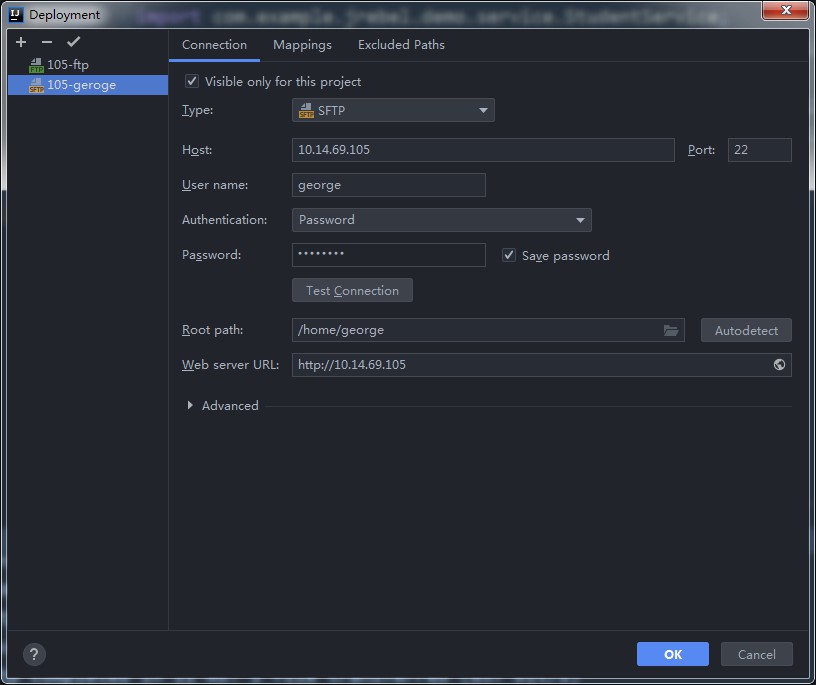 Deployment
import com.example.jrebel.demo.service.StudentService;
105-ftp
105-geroge
Connection Mappings Excluded Paths
Visible only for this project
Type: SFTP
Host: 10.14.69.105 Port: 22
User name: george
Authentication: Password
Password: •••••••• Save password
Test Connection
Root path: /home/george Autodetect
Web server URL: http://10.14.69.105
Advanced
? OK Cancel